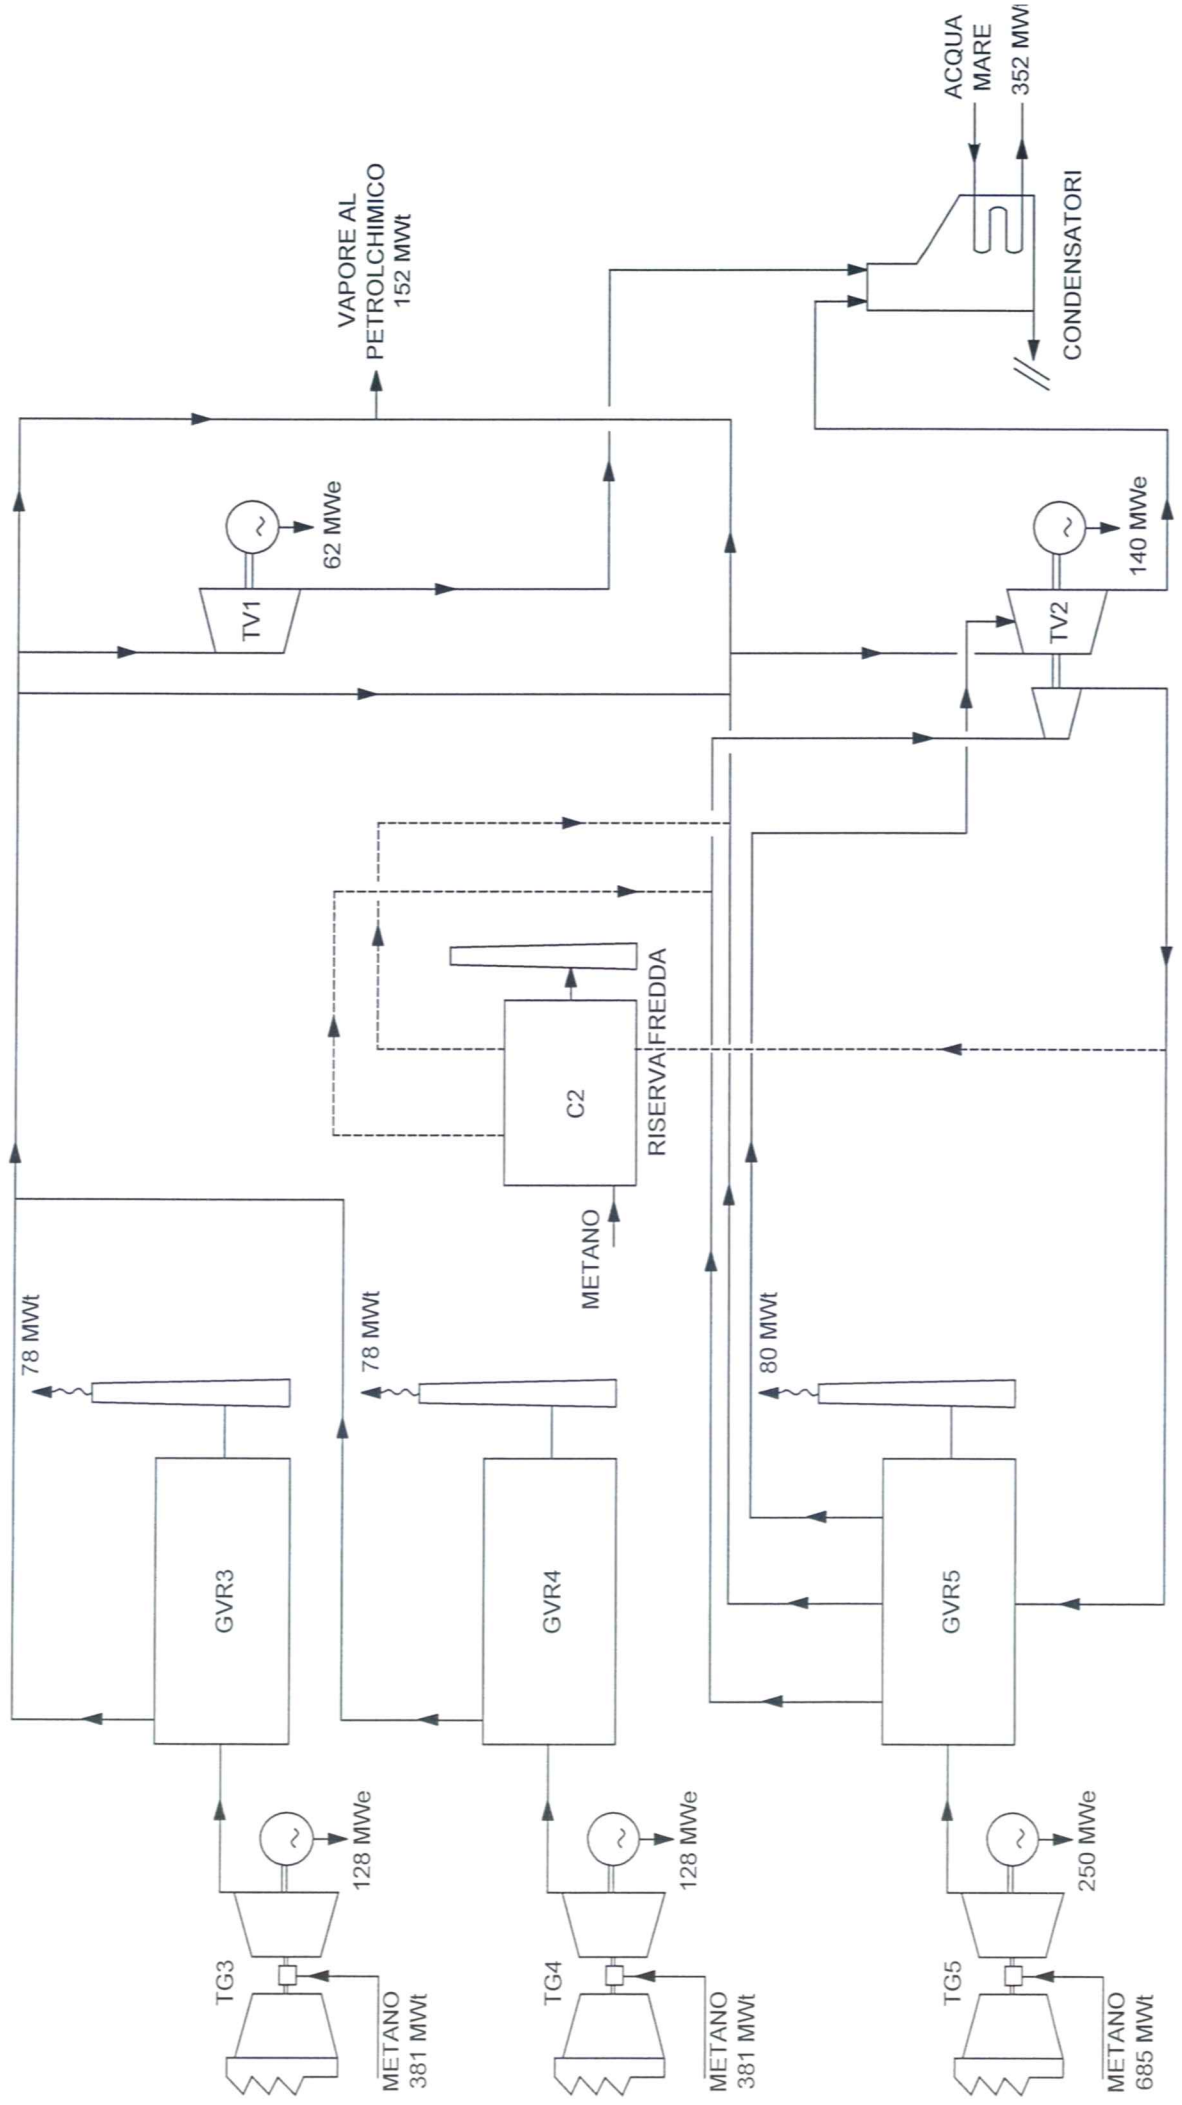 TG3
METANO
381 MWt
128 MWe
GVR3
78 MWt
TG4
METANO
381 MWt
128 MWe
GVR4
78 MWt
TG5
METANO
685 MWt
250 MWe
GVR5
80 MWt
METANO
C2
RISERVA FREDDA
TV1
62 MWe
TV2
140 MWe
VAPORE AL
PETROLCHIMICO
152 MWt
ACQUA
MARE
352 MW
CONDENSATORI